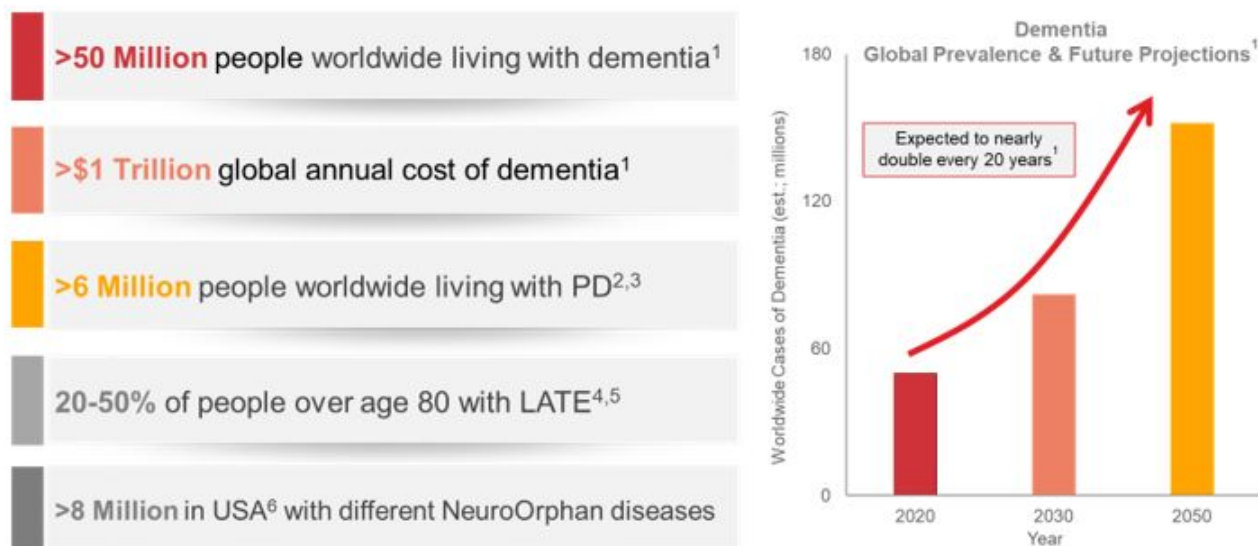 >50 Million people worldwide living with dementia¹
>$1 Trillion global annual cost of dementia¹
>6 Million people worldwide living with PD²,³
20-50% of people over age 80 with LATE⁴,⁵
>8 Million in USA⁶ with different NeuroOrphan diseases
Dementia
Global Prevalence & Future Projections¹
Worldwide Cases of Dementia (est.; millions)
180
120
60
0
Expected to nearly
double every 20 years¹
2020 2030 2050
Year